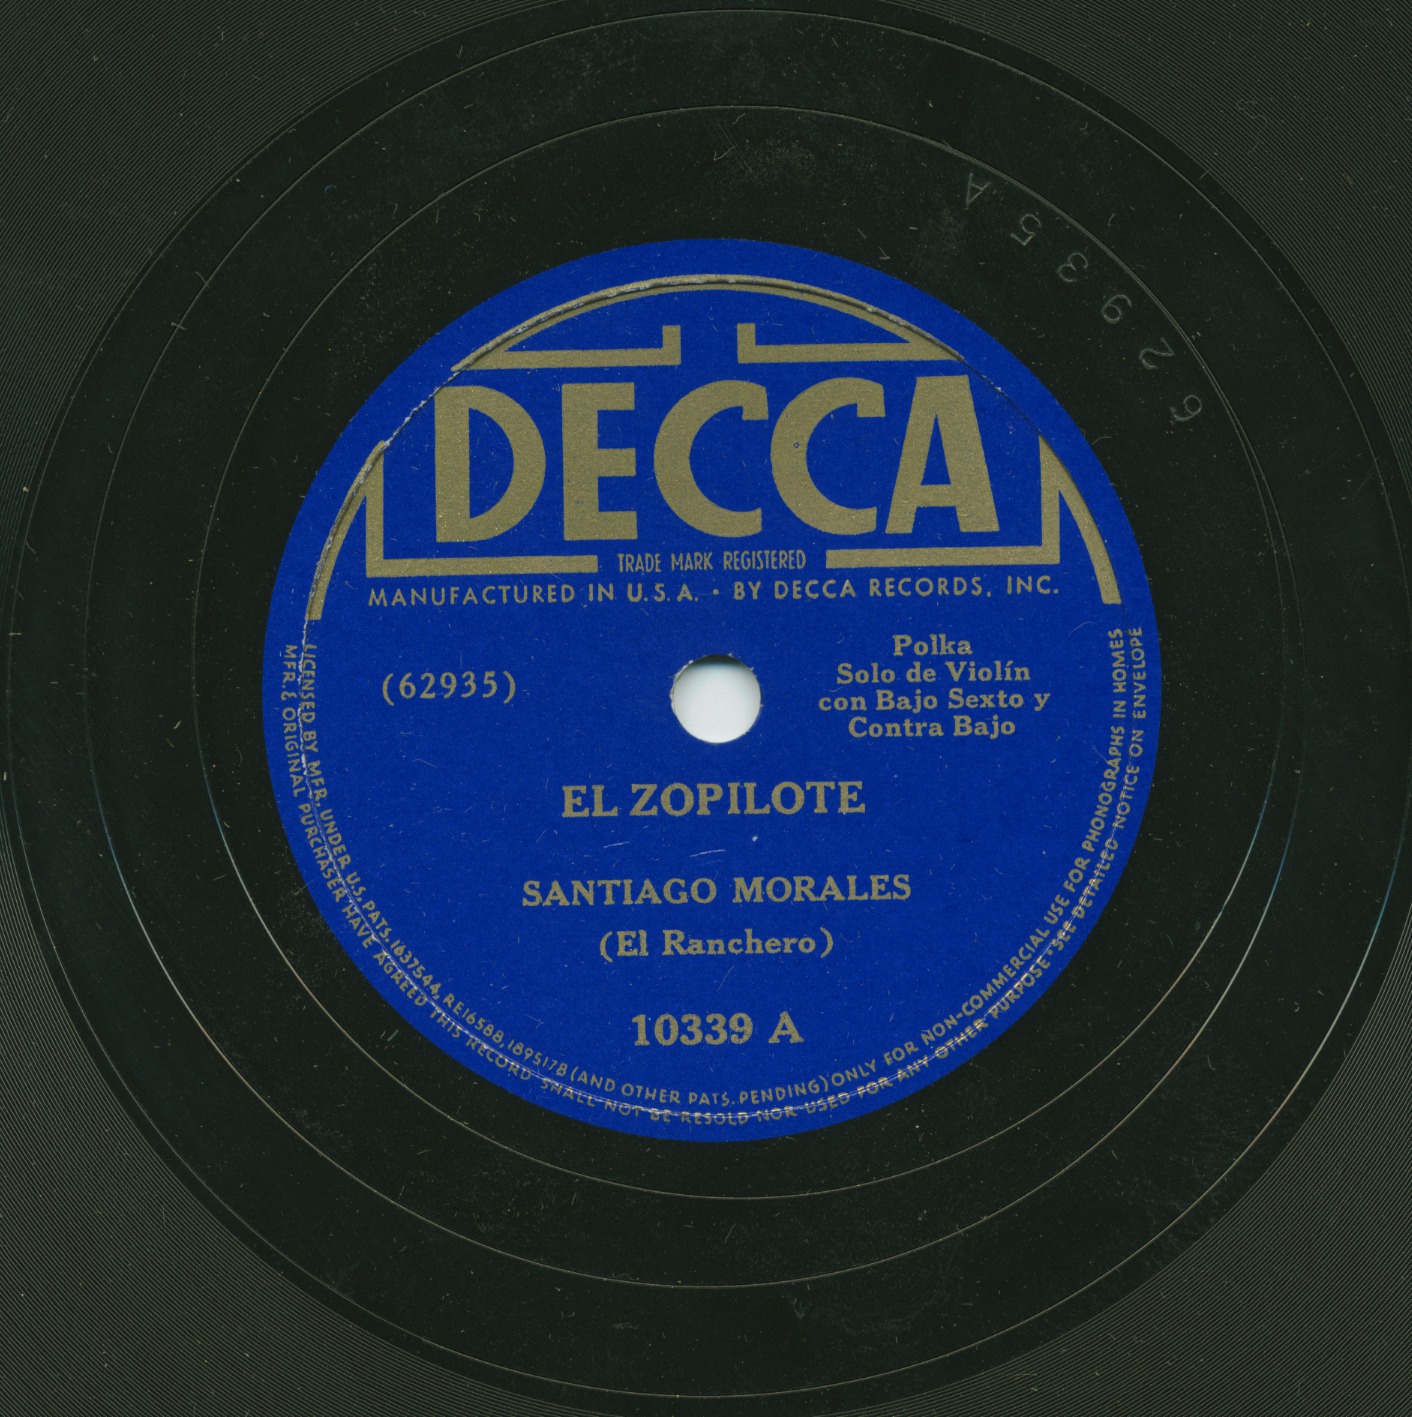 DECCA
TRADE MARK REGISTERED
MANUFACTURED IN U.S.A. • BY DECCA RECORDS, INC.
(62935)
Polka
Solo de Violín
con Bajo Sexto y
Contra Bajo
EL ZOPILOTE
SANTIAGO MORALES
(El Ranchero)
10339 A
LICENSED BY MFR. UNDER U.S. PATS. 1637544, RE16588, 1895178 (AND OTHER PATS. PENDING) ONLY FOR NON-COMMERCIAL USE FOR PHONOGRAPHS IN HOMES
MFR. & ORIGINAL PURCHASER HAVE AGREED THIS RECORD SHALL NOT BE RESOLD NOR USED FOR ANY OTHER PURPOSE • SEE DETAILED NOTICE ON ENVELOPE
62935 A